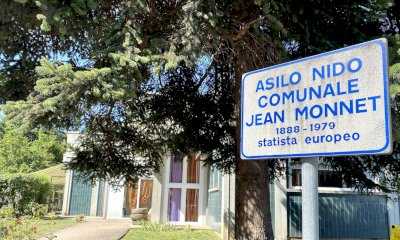 ASILO NIDO
COMUNALE
JEAN MONNET
1888-1979
statista europeo